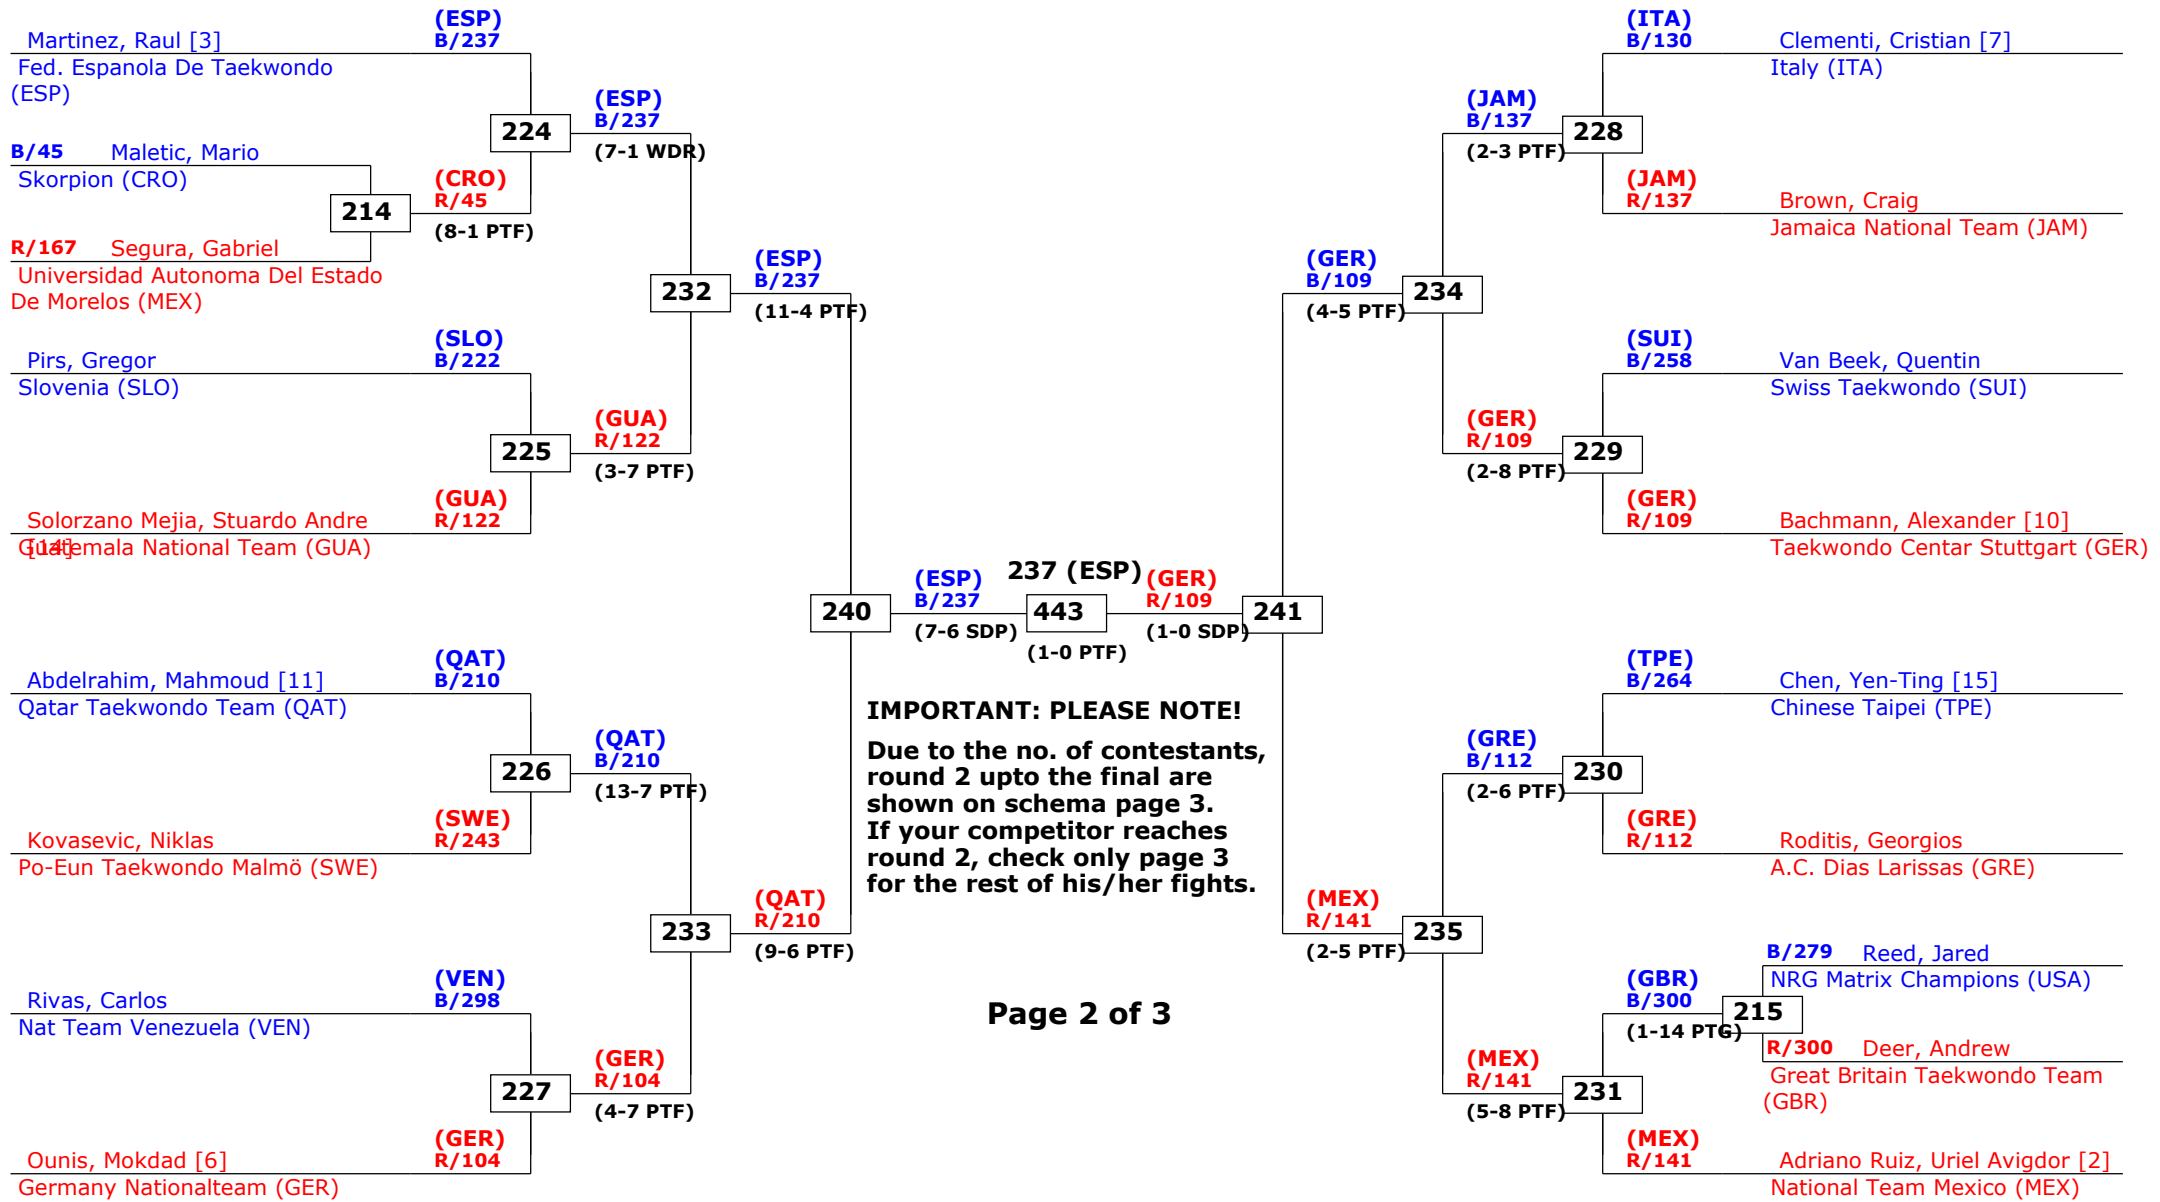 (ESP)
Martinez, Raul [3] B/237
Fed. Espanola De Taekwondo
(ESP)
(ESP)
B/237
224
(7-1 WDR)
B/45 Maletic, Mario
Skorpion (CRO)
(CRO)
R/45
214
(8-1 PTF)
R/167 Segura, Gabriel
Universidad Autonoma Del Estado
De Morelos (MEX)
(ESP)
B/237
232
(11-4 PTF)
(SLO)
Pirs, Gregor B/222
Slovenia (SLO)
(GUA)
R/122
225
(3-7 PTF)
(GUA)
Solorzano Mejia, Stuardo Andre R/122
[14]
Guatemala National Team (GUA)
240
(ESP)
B/237
(7-6 SDP)
237 (ESP)
443
(1-0 PTF)
(GER)
R/109
(1-0 SDP)
241
(QAT)
Abdelrahim, Mahmoud [11] B/210
Qatar Taekwondo Team (QAT)
(QAT)
B/210
226
(13-7 PTF)
(SWE)
Kovasevic, Niklas R/243
Po-Eun Taekwondo Malmö (SWE)
(QAT)
R/210
233
(9-6 PTF)
(VEN)
Rivas, Carlos B/298
Nat Team Venezuela (VEN)
(GER)
R/104
227
(4-7 PTF)
(GER)
Ounis, Mokdad [6] R/104
Germany Nationalteam (GER)
IMPORTANT: PLEASE NOTE!
Due to the no. of contestants,
round 2 upto the final are
shown on schema page 3.
If your competitor reaches
round 2, check only page 3
for the rest of his/her fights.
Page 2 of 3
(ITA)
B/130 Clementi, Cristian [7]
Italy (ITA)
(JAM)
B/137
228
(2-3 PTF)
(JAM)
R/137 Brown, Craig
Jamaica National Team (JAM)
(GER)
B/109
234
(4-5 PTF)
(SUI)
B/258 Van Beek, Quentin
Swiss Taekwondo (SUI)
(GER)
R/109
229
(2-8 PTF)
(GER)
R/109 Bachmann, Alexander [10]
Taekwondo Centar Stuttgart (GER)
(TPE)
B/264 Chen, Yen-Ting [15]
Chinese Taipei (TPE)
(GRE)
B/112
230
(2-6 PTF)
(GRE)
R/112 Roditis, Georgios
A.C. Dias Larissas (GRE)
(MEX)
R/141
235
(2-5 PTF)
B/279 Reed, Jared
NRG Matrix Champions (USA)
(GBR)
B/300
215
(1-14 PTG)
R/300 Deer, Andrew
Great Britain Taekwondo Team
(GBR)
(MEX)
R/141
231
(5-8 PTF)
(MEX)
R/141 Adriano Ruiz, Uriel Avigdor [2]
National Team Mexico (MEX)